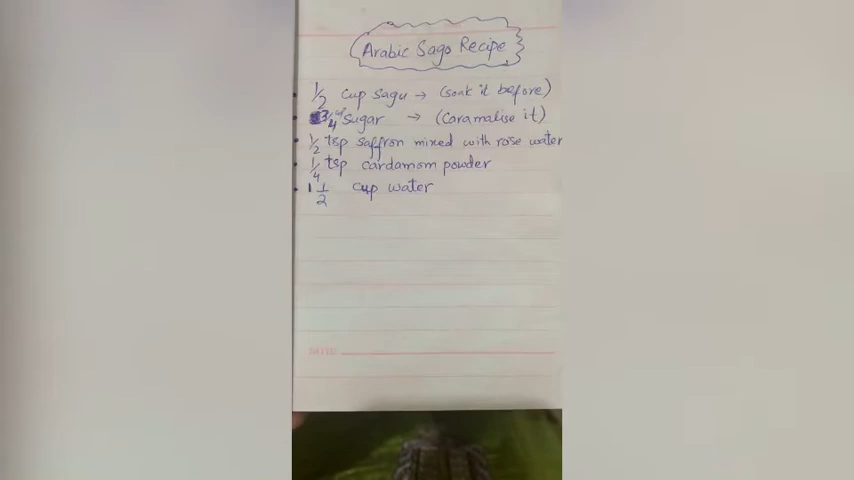 Arabic Sago Recipe
1/2 cup sagu → (soak it before)
3/4 sugar → (Caramalise it)
1/2 tsp saffron mixed with rose water
1/4 tsp cardamom powder
1 1/2 cup water
NOTE: